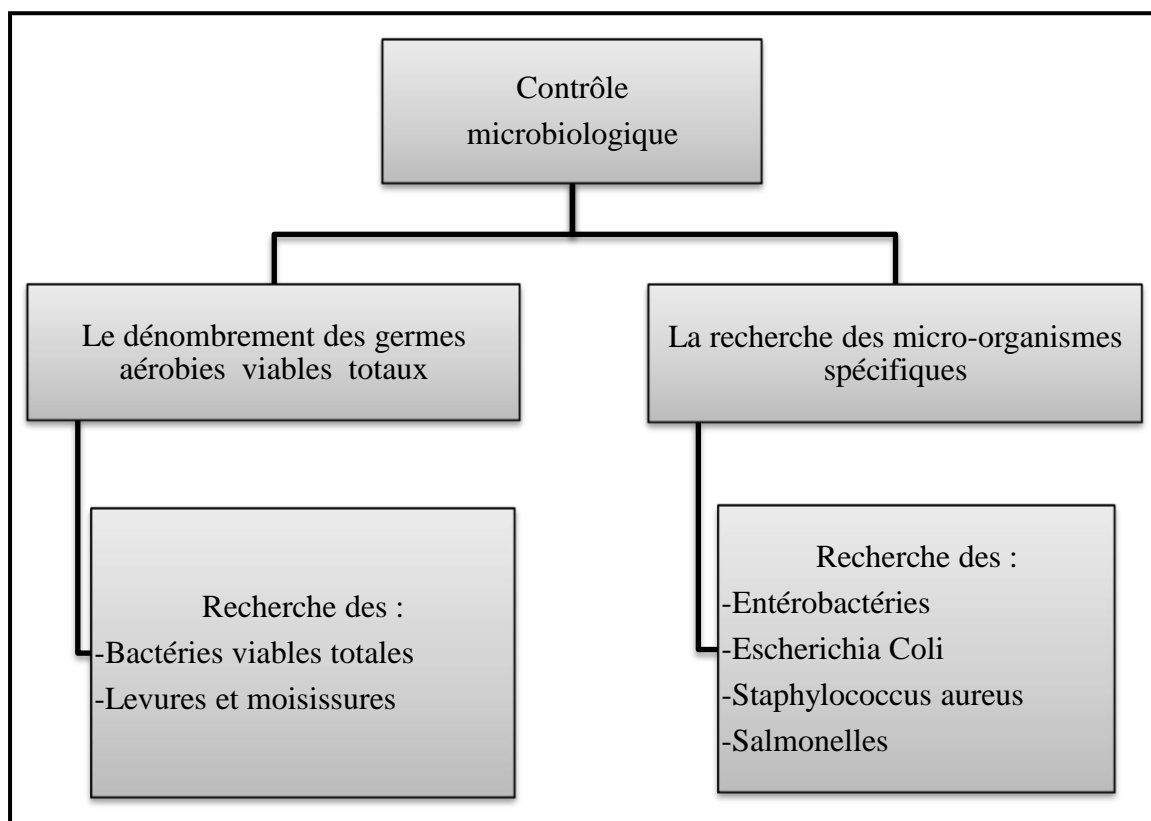 Contrôle
microbiologique
Le dénombrement des germes
aérobies viables totaux
La recherche des micro-organismes
spécifiques
Recherche des :
-Bactéries viables totales
-Levures et moisissures
Recherche des :
-Entérobactéries
-Escherichia Coli
-Staphylococcus aureus
-Salmonelles